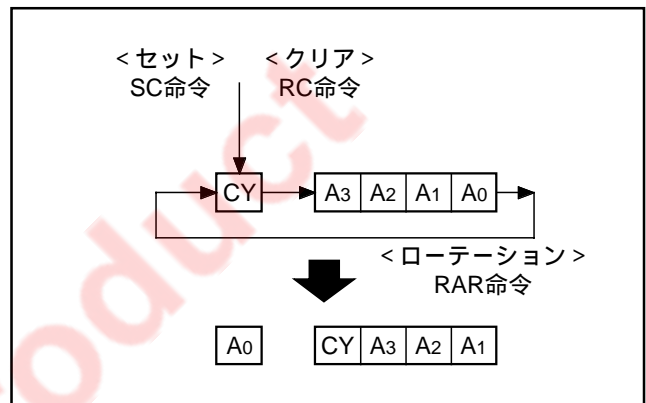 <セット> <クリア>
SC命令 RC命令
CY A3 A2 A1 A0
<ローテーション>
RAR命令
A0 CY A3 A2 A1
oduct